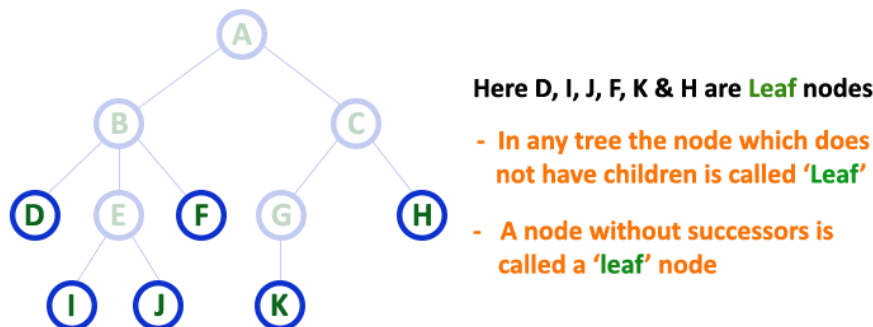 A
B
C
D
E
F
G
H
I
J
K
Here D, I, J, F, K & H are Leaf nodes
- In any tree the node which does
not have children is called ‘Leaf’
- A node without successors is
called a ‘leaf’ node